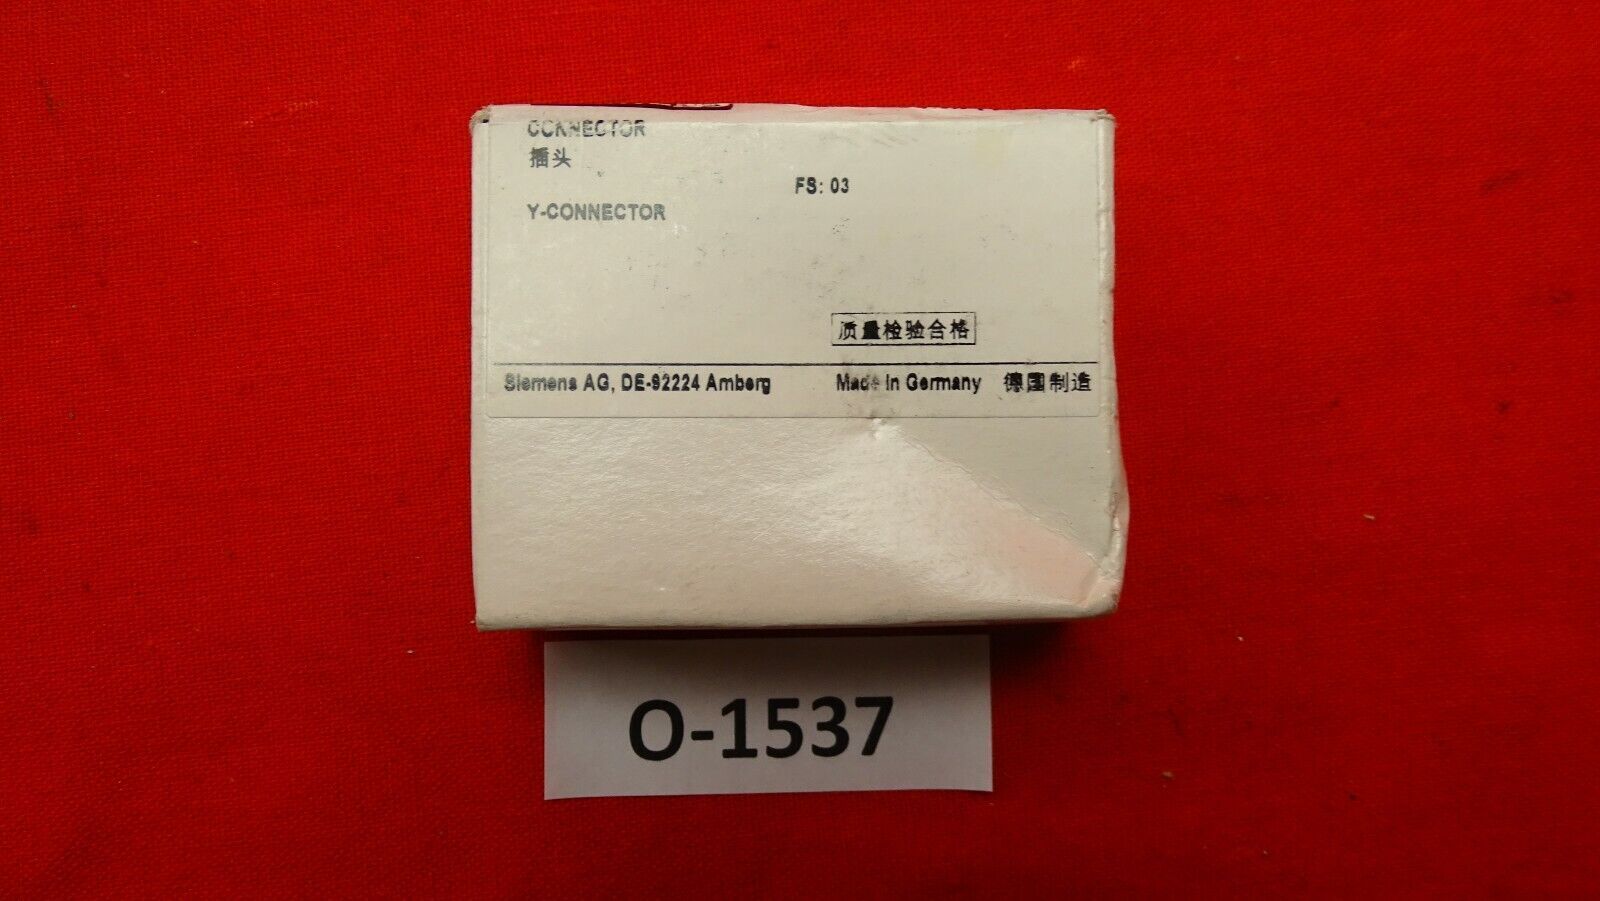 CONNECTOR
插头
FS: 03
Y-CONNECTOR
质量检验合格
Siemens AG, DE-92224 Amberg Made in Germany 德国制造
O-1537